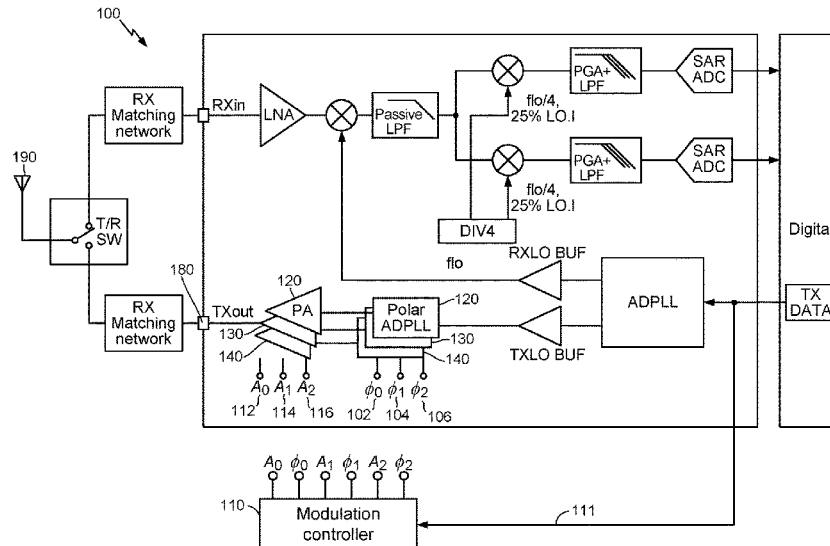 100
RX
Matching
network
RXin
LNA
Passive
LPF
flo/4,
25% LO.I
PGA+
LPF
SAR
ADC
flo/4,
25% LO.I
PGA+
LPF
SAR
ADC
DIV4
190
T/R
SW
flo
RXLO BUF
Digital
ADPLL
TX
DATA
180
RX
Matching
network
TXout
120
PA
130
140
Polar
ADPLL
120
130
140
TXLO BUF
A0
A1
A2
112
114
116
ϕ0
ϕ1
ϕ2
102
104
106
A0
ϕ0
A1
ϕ1
A2
ϕ2
110
Modulation
controller
111